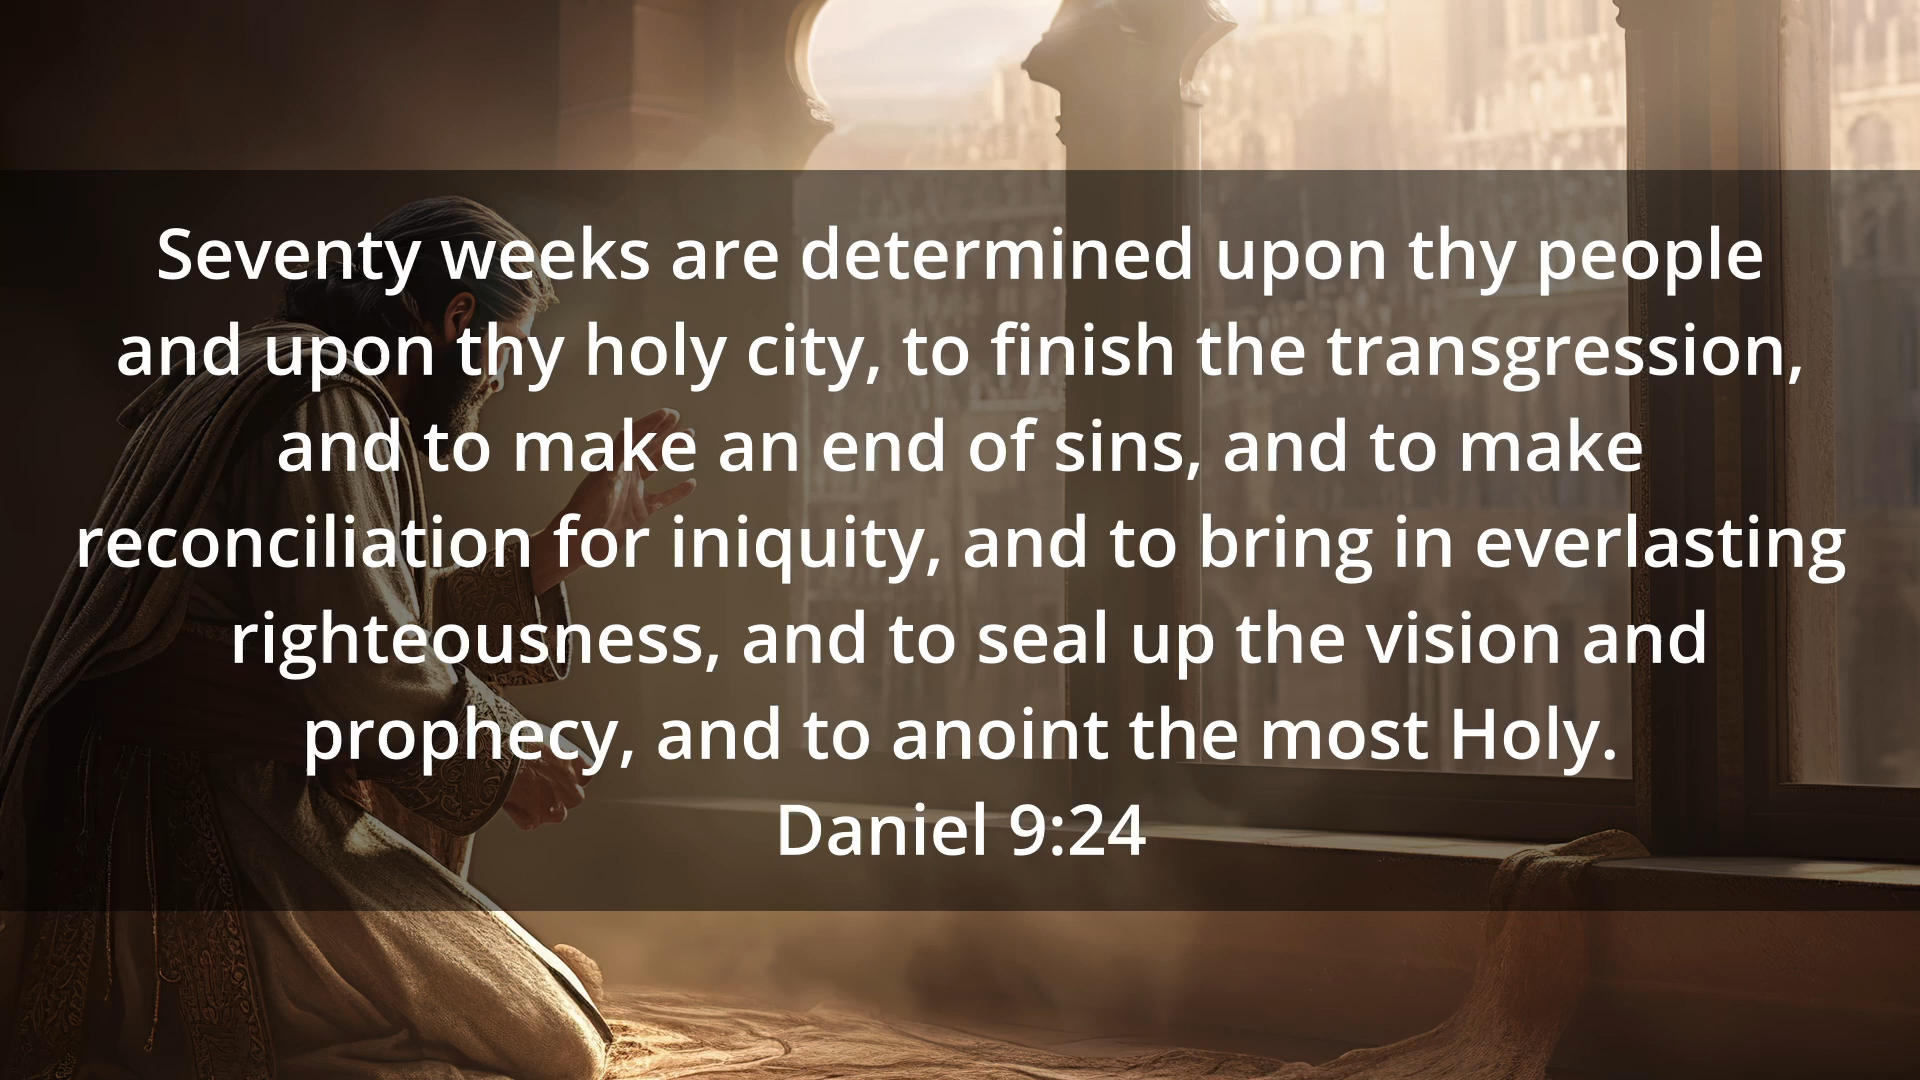 Seventy weeks are determined upon thy people
and upon thy holy city, to finish the transgression,
and to make an end of sins, and to make
reconciliation for iniquity, and to bring in everlasting
righteousness, and to seal up the vision and
prophecy, and to anoint the most Holy.
Daniel 9:24